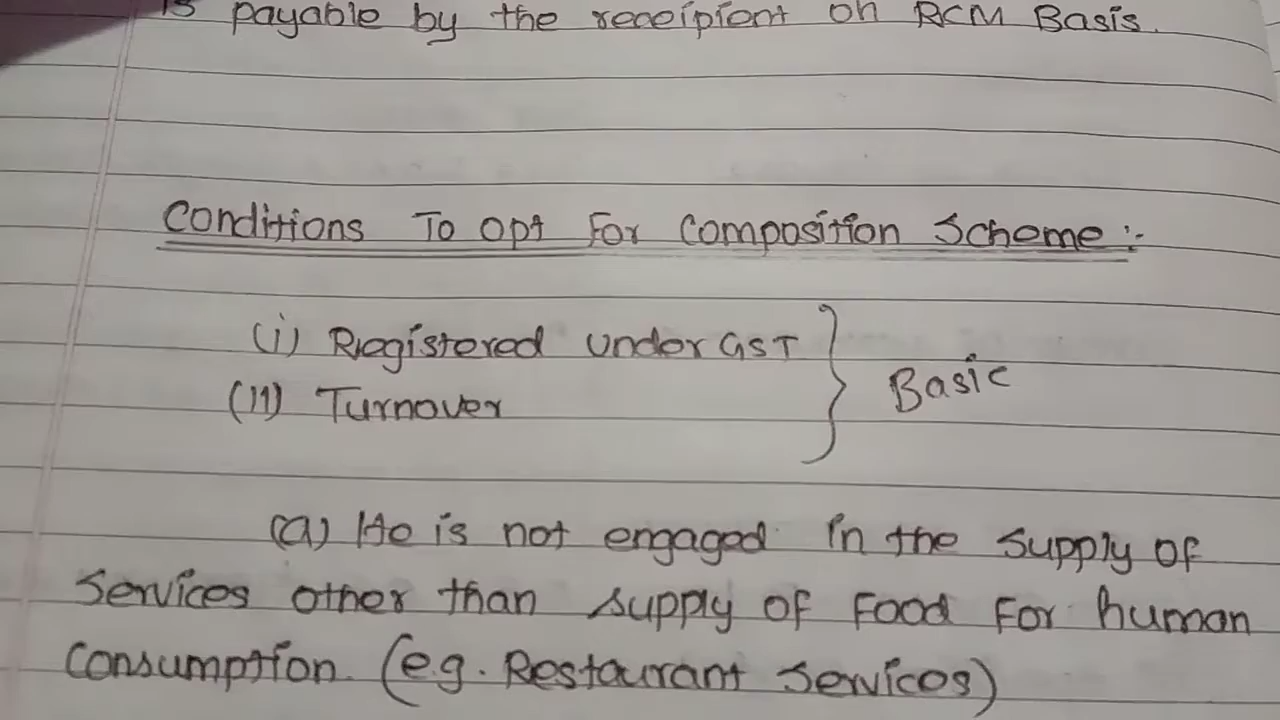 is payable by the receipient on RCM Basis.
Conditions To opt For Composition Scheme :-
(i) Registered under GST
(ii) Turnover
Basic
(a) He is not engaged in the supply of
Services other than supply of Food For human
Consumption. (e.g. Restaurant Services)